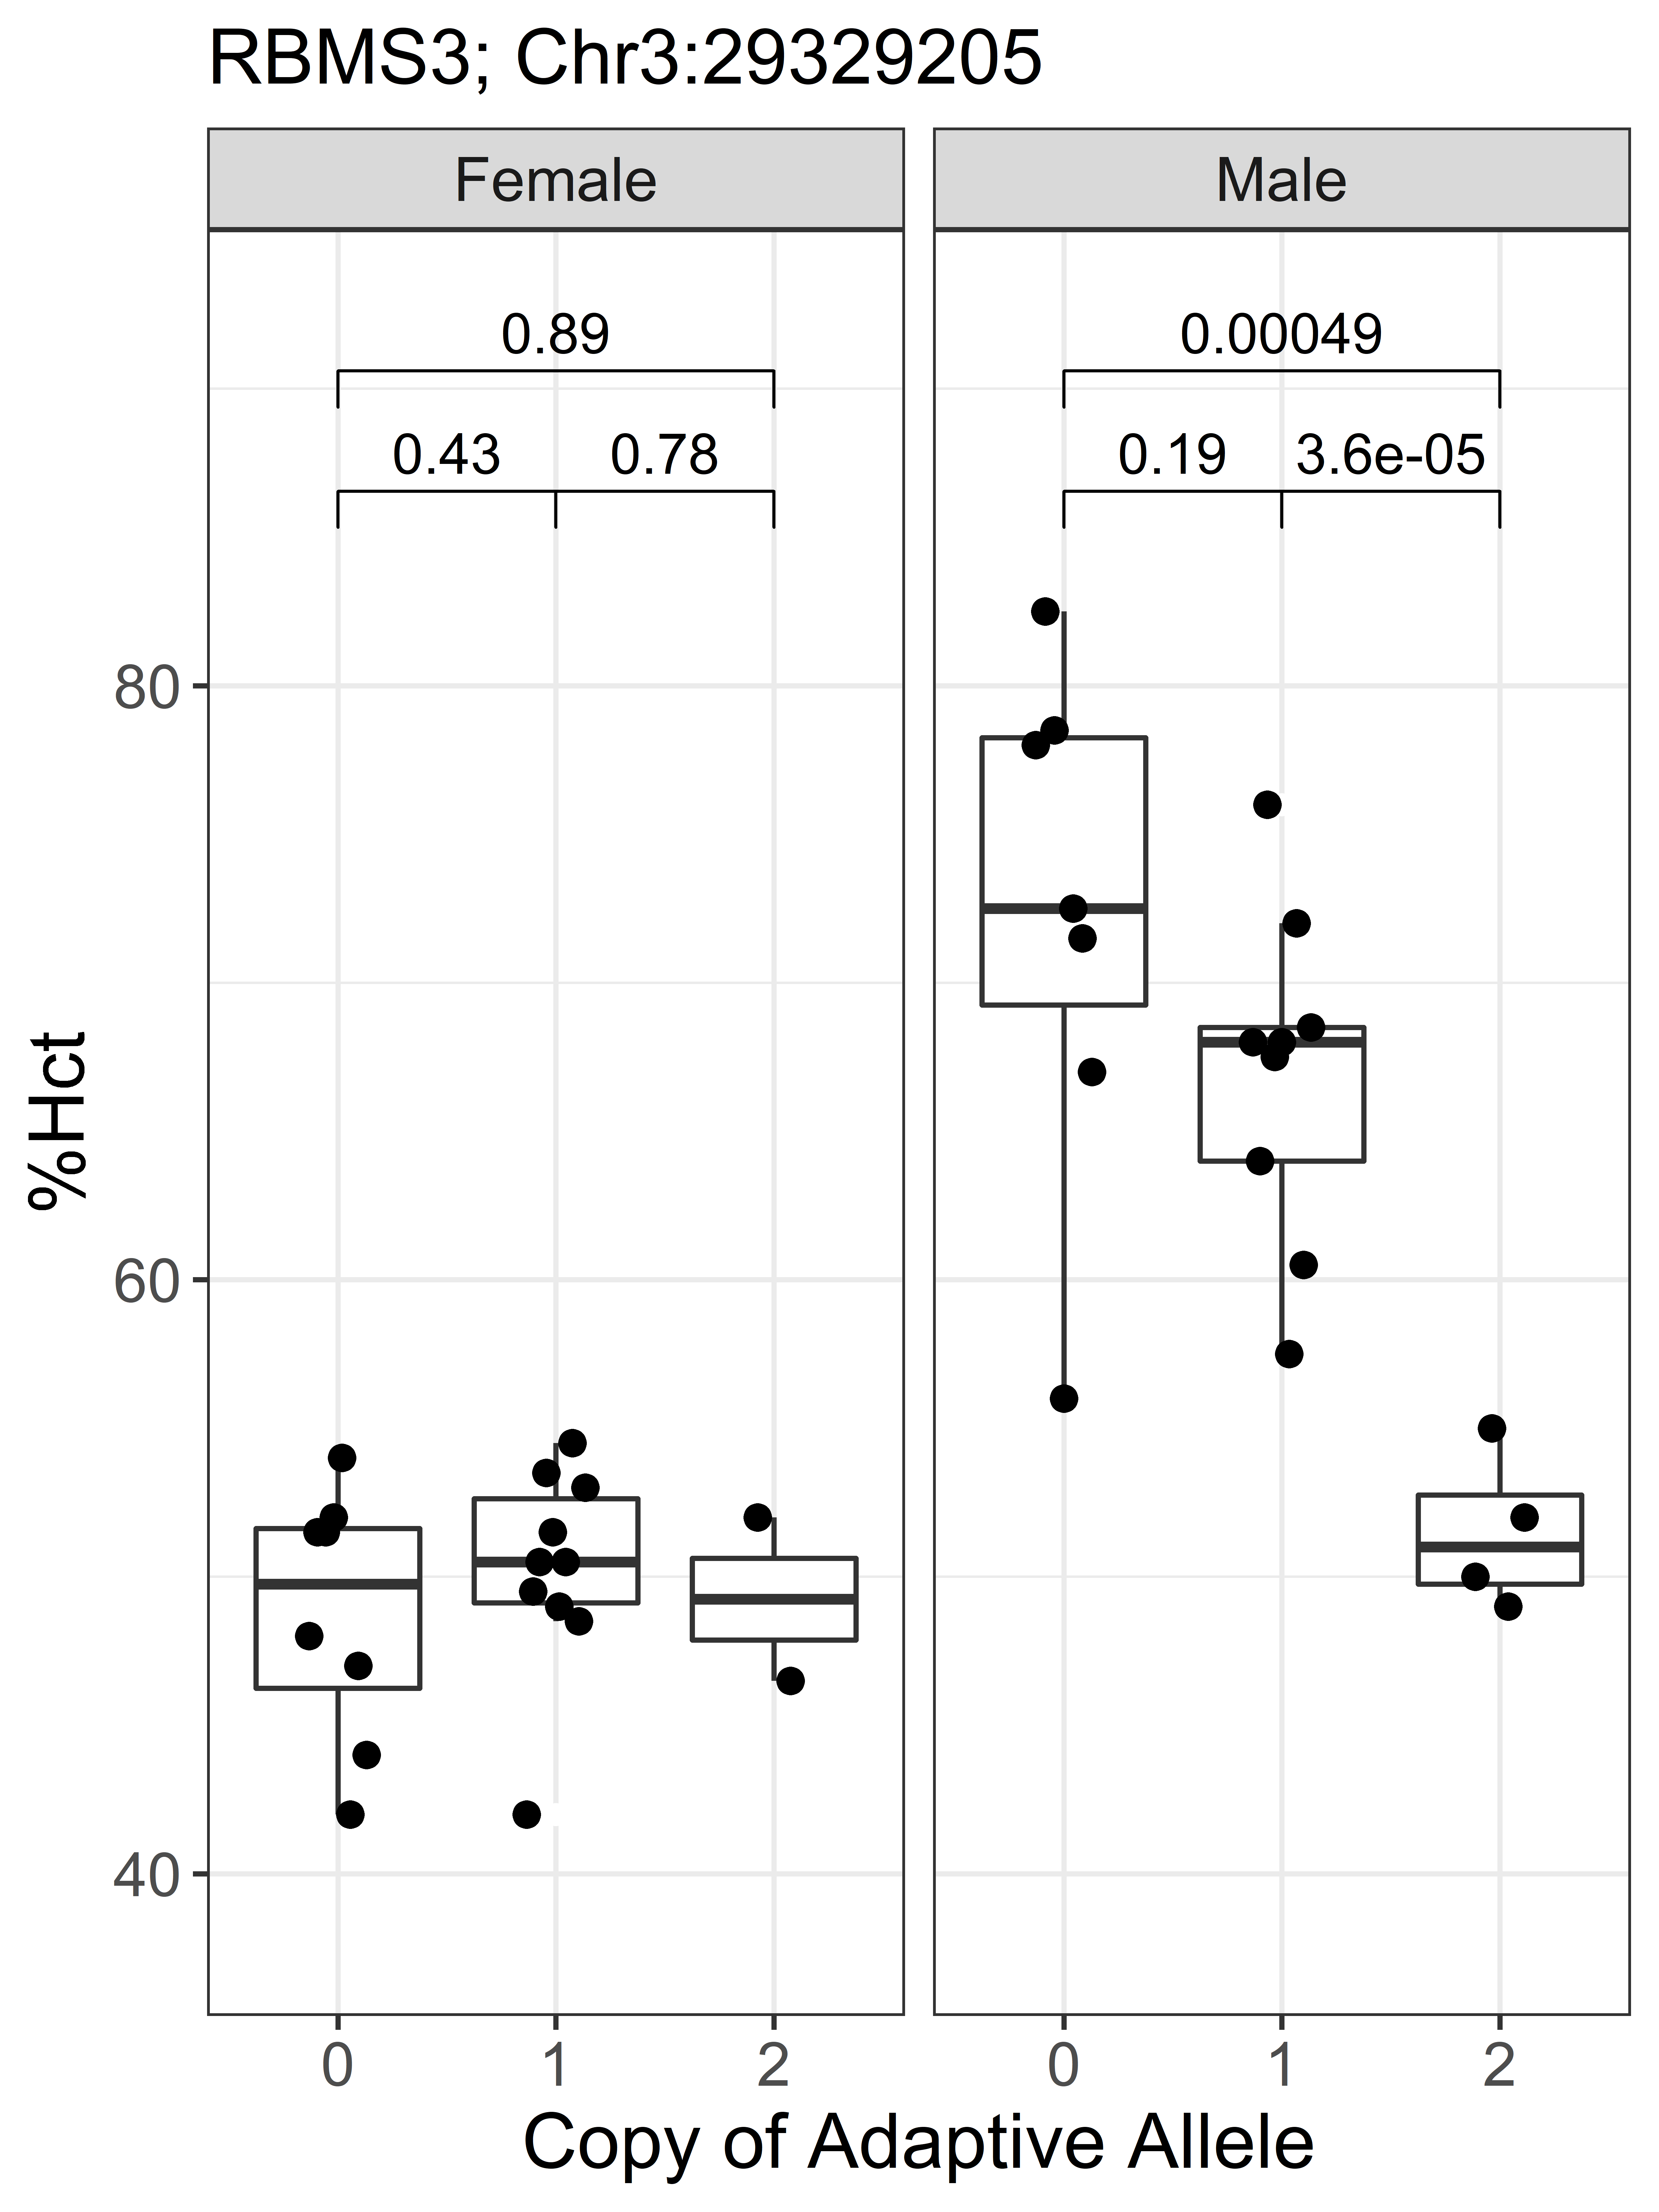 RBMS3; Chr3:29329205
Female
Male
0.89
0.00049
0.43 0.78
0.19 3.6e-05
80
60
40
%Hct
0 1 2
0 1 2
Copy of Adaptive Allele